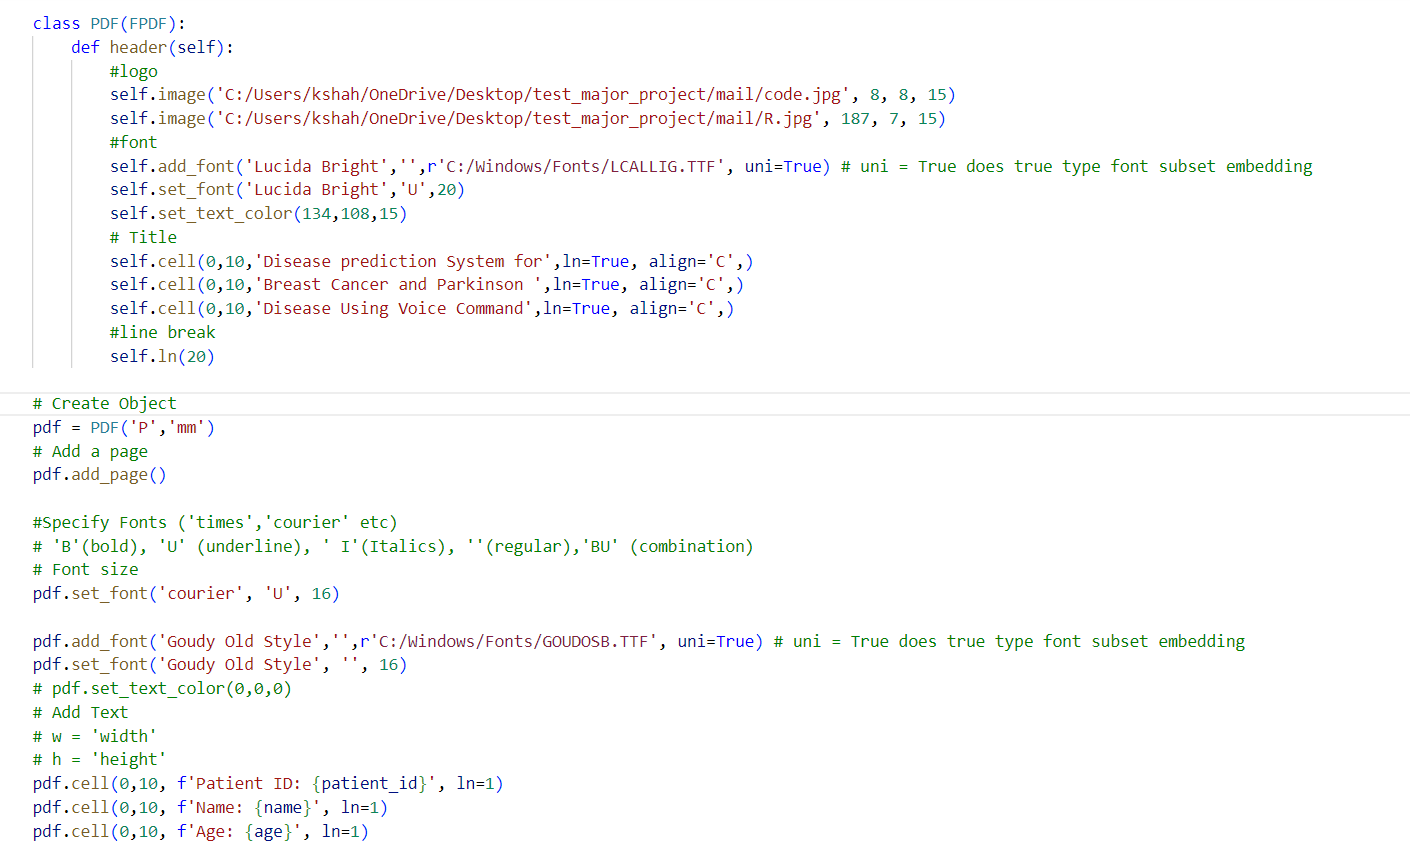 class PDF(FPDF):
    def header(self):
        #logo
        self.image('C:/Users/kshah/OneDrive/Desktop/test_major_project/mail/code.jpg', 8, 8, 15)
        self.image('C:/Users/kshah/OneDrive/Desktop/test_major_project/mail/R.jpg', 187, 7, 15)
        #font
        self.add_font('Lucida Bright','',r'C:/Windows/Fonts/LCALLIG.TTF', uni=True) # uni = True does true type font subset embedding
        self.set_font('Lucida Bright','U',20)
        self.set_text_color(134,108,15)
        # Title
        self.cell(0,10,'Disease prediction System for',ln=True, align='C',)
        self.cell(0,10,'Breast Cancer and Parkinson ',ln=True, align='C',)
        self.cell(0,10,'Disease Using Voice Command',ln=True, align='C',)
        #line break
        self.ln(20)

# Create Object
pdf = PDF('P','mm')
# Add a page
pdf.add_page()

#Specify Fonts ('times','courier' etc)
# 'B'(bold), 'U' (underline), ' I'(Italics), ''(regular),'BU' (combination)
# Font size
pdf.set_font('courier', 'U', 16)

pdf.add_font('Goudy Old Style','',r'C:/Windows/Fonts/GOUDOSB.TTF', uni=True) # uni = True does true type font subset embedding
pdf.set_font('Goudy Old Style', '', 16)
# pdf.set_text_color(0,0,0)
# Add Text
# w = 'width'
# h = 'height'
pdf.cell(0,10, f'Patient ID: {patient_id}', ln=1)
pdf.cell(0,10, f'Name: {name}', ln=1)
pdf.cell(0,10, f'Age: {age}', ln=1)